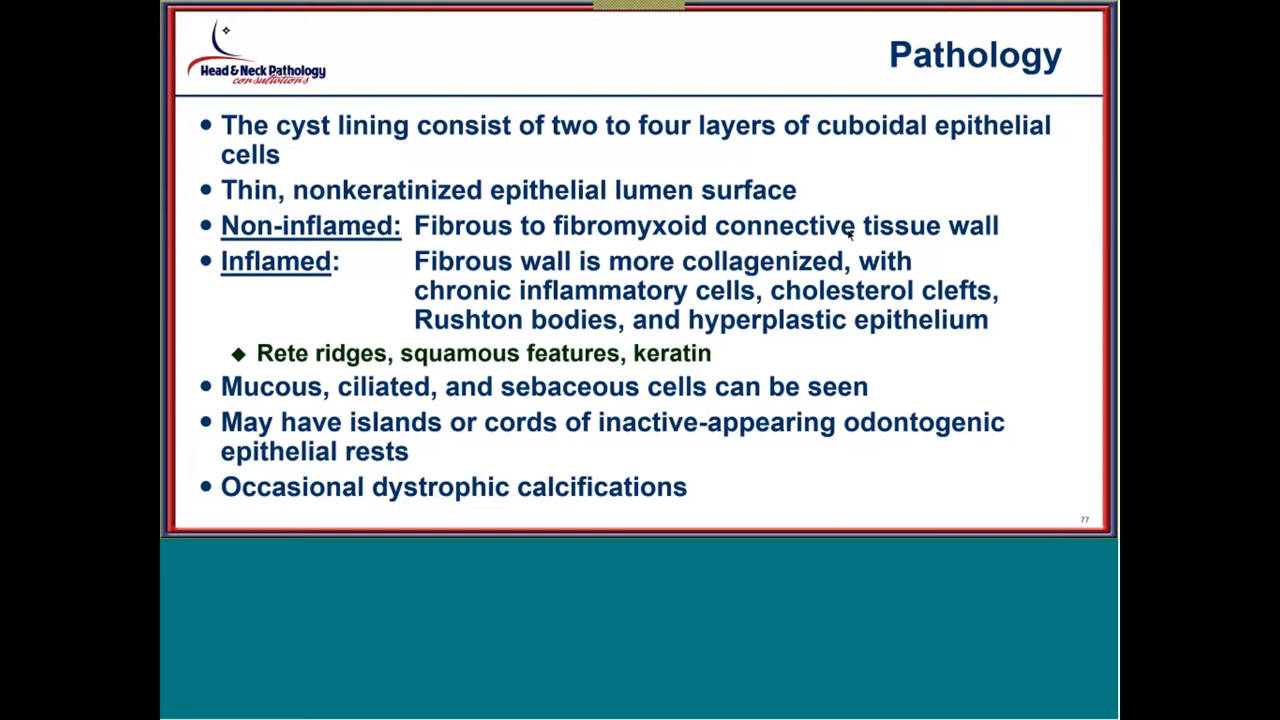 Head & Neck Pathology
consultations
Pathology
• The cyst lining consist of two to four layers of cuboidal epithelial
cells
• Thin, nonkeratinized epithelial lumen surface
• Non-inflamed: Fibrous to fibromyxoid connective tissue wall
• Inflamed: Fibrous wall is more collagenized, with
chronic inflammatory cells, cholesterol clefts,
Rushton bodies, and hyperplastic epithelium
◆ Rete ridges, squamous features, keratin
• Mucous, ciliated, and sebaceous cells can be seen
• May have islands or cords of inactive-appearing odontogenic
epithelial rests
• Occasional dystrophic calcifications
77